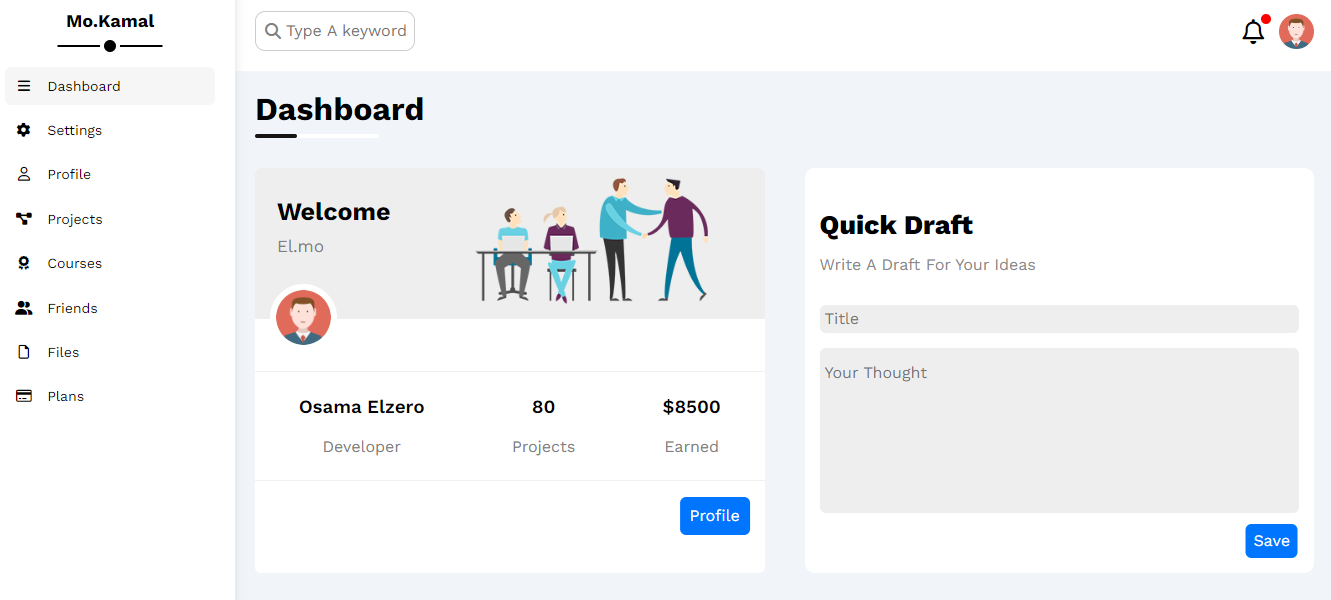 Mo.Kamal
Dashboard
Settings
Profile
Projects
Courses
Friends
Files
Plans
Type A keyword
Dashboard
Welcome
El.mo
Osama Elzero
80
$8500
Developer
Projects
Earned
Profile
Quick Draft
Write A Draft For Your Ideas
Title
Your Thought
Save